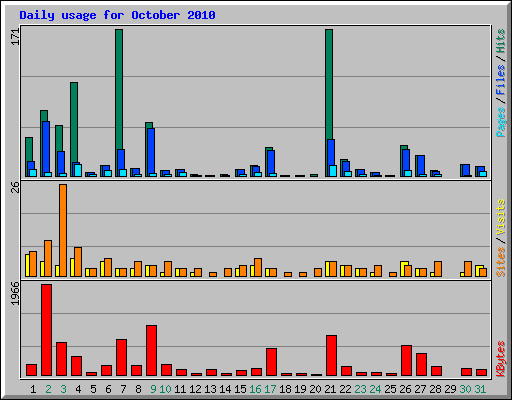 Daily usage for October 2010
171
Pages / Files / Hits
26
Sites / Visits
1966
KBytes
1 2 3 4 5 6 7 8 9 10 11 12 13 14 15 16 17 18 19 20 21 22 23 24 25 26 27 28 29 30 31